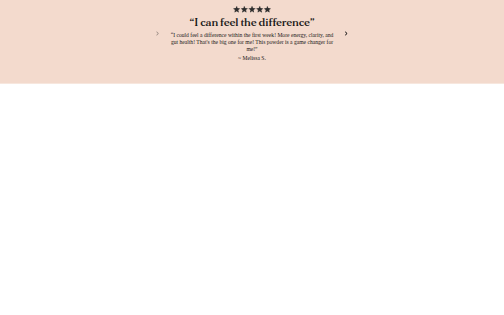 ★★★★★
“I can feel the difference”
“I could feel a difference within the first week! More energy, clarity, and
gut health! That's the big one for me! This powder is a game changer for
me!”
~ Malissa S.